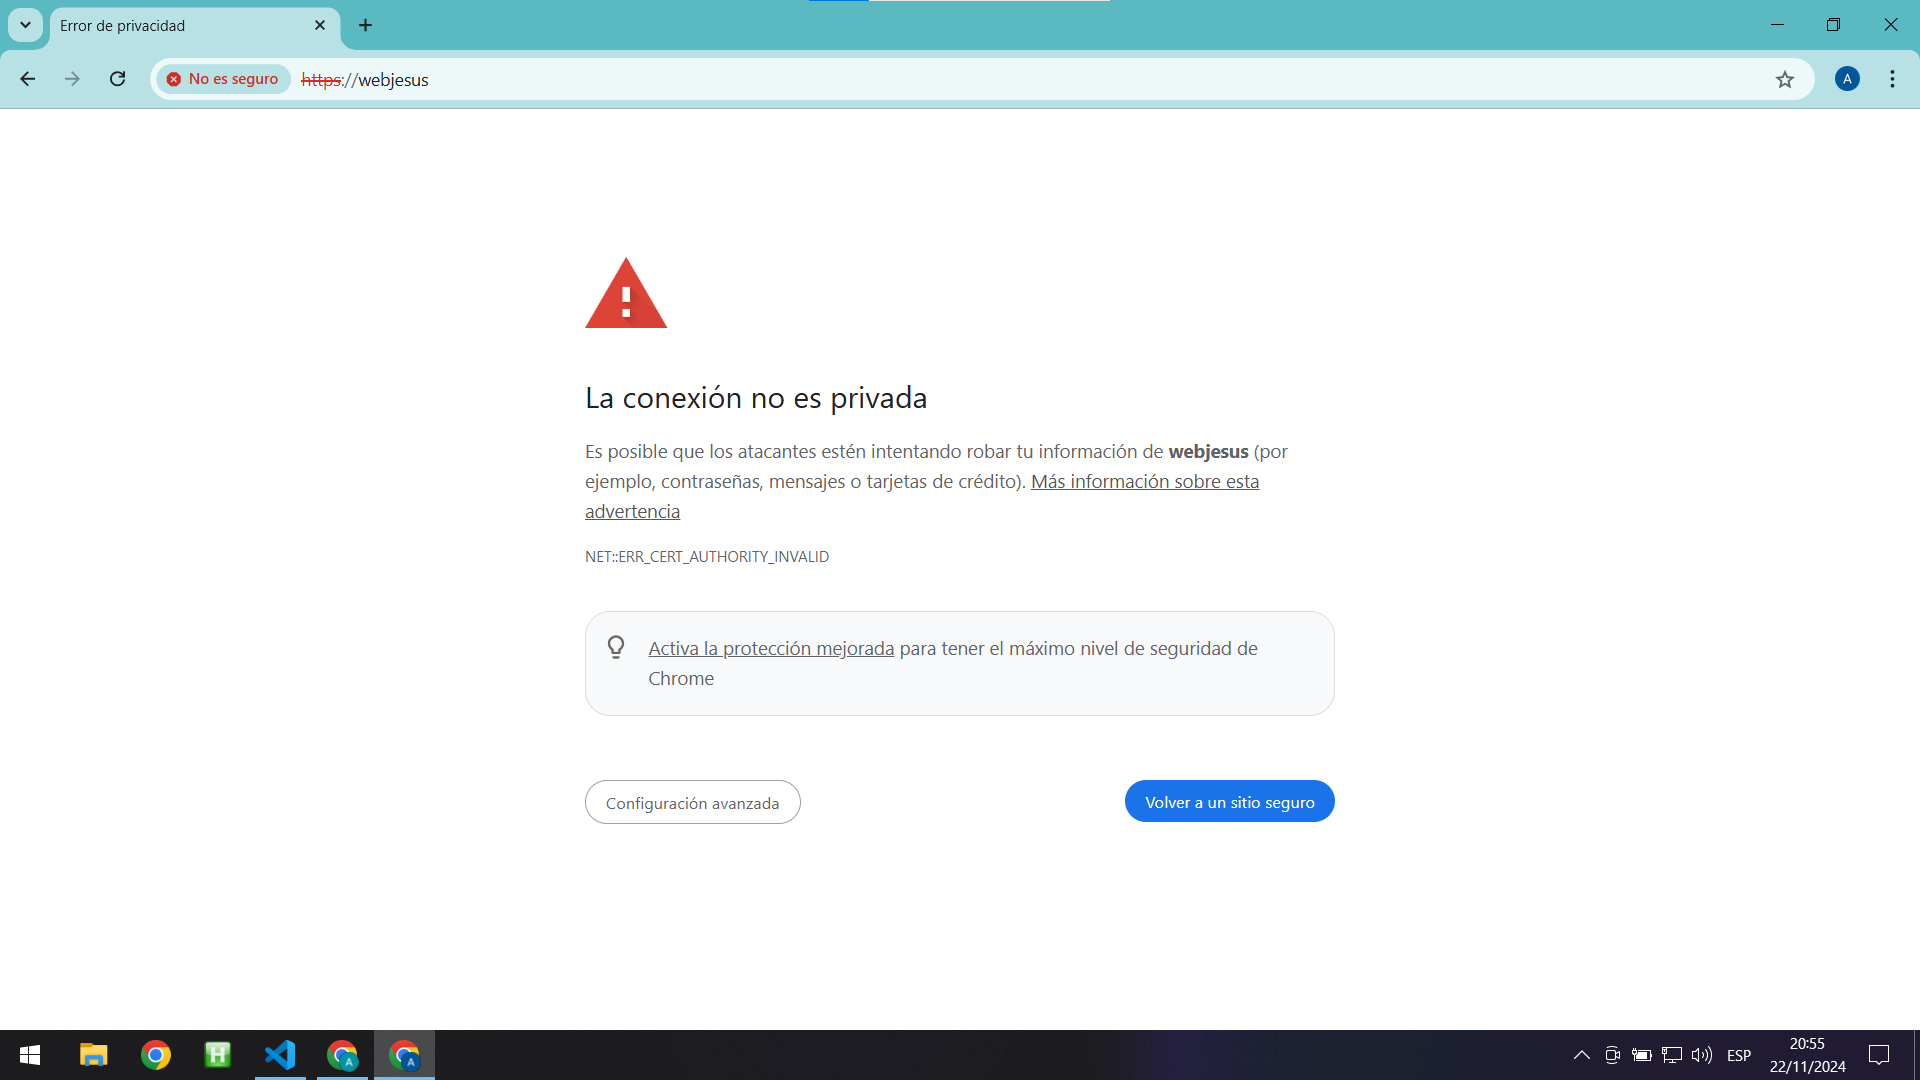 Error de privacidad
No es seguro
https://webjesus
A
La conexión no es privada
Es posible que los atacantes estén intentando robar tu información de webjesus (por
ejemplo, contraseñas, mensajes o tarjetas de crédito). Más información sobre esta
advertencia
NET::ERR_CERT_AUTHORITY_INVALID
Activa la protección mejorada para tener el máximo nivel de seguridad de
Chrome
Configuración avanzada
Volver a un sitio seguro
H
A
A
ESP
20:55
22/11/2024